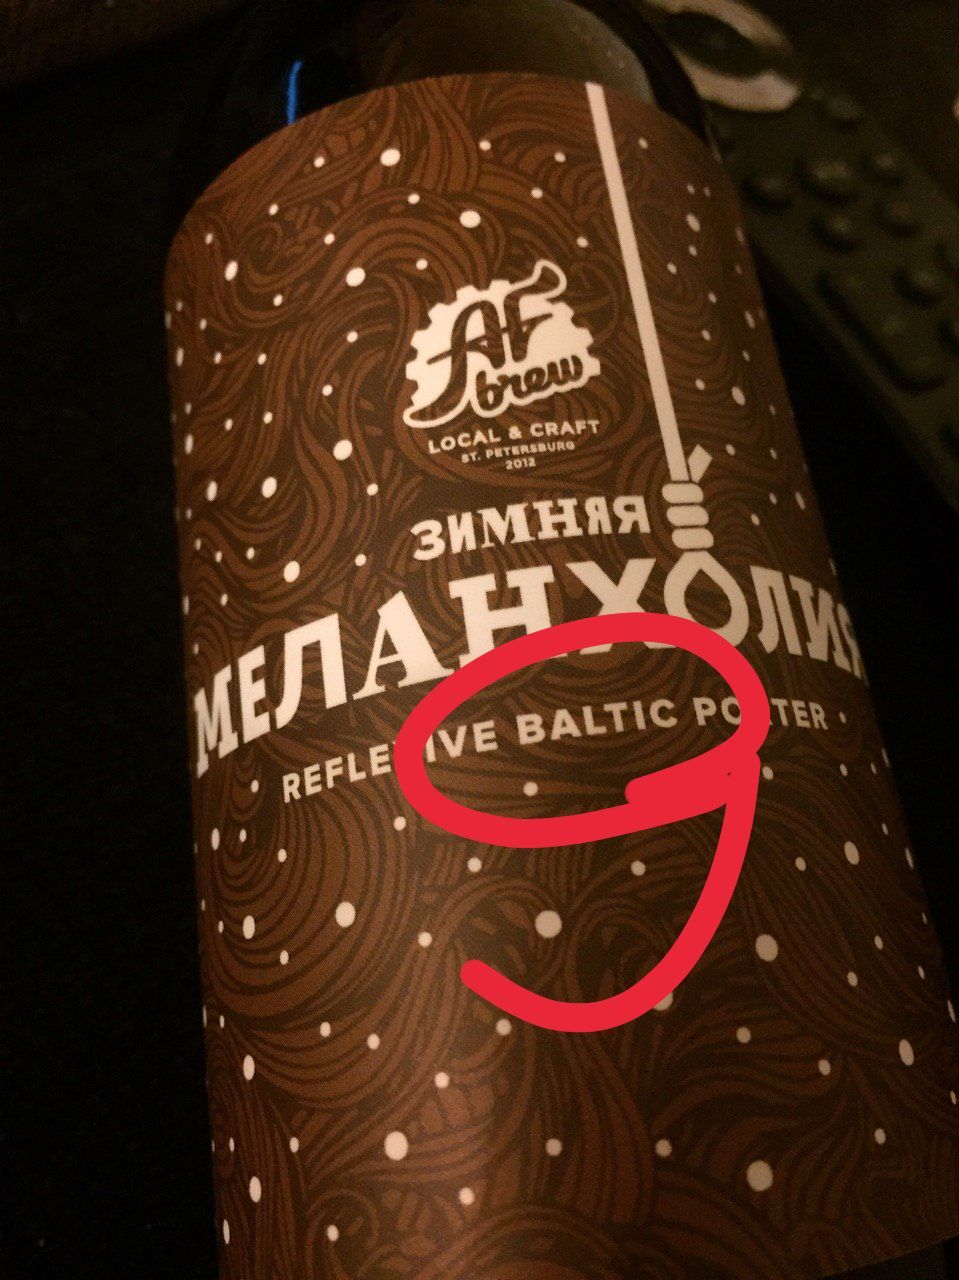 AF
brew
LOCAL & CRAFT
ST. PETERSBURG
2012
ЗИМНЯЯ
МЕЛАНХОЛИЯ
BALTIC